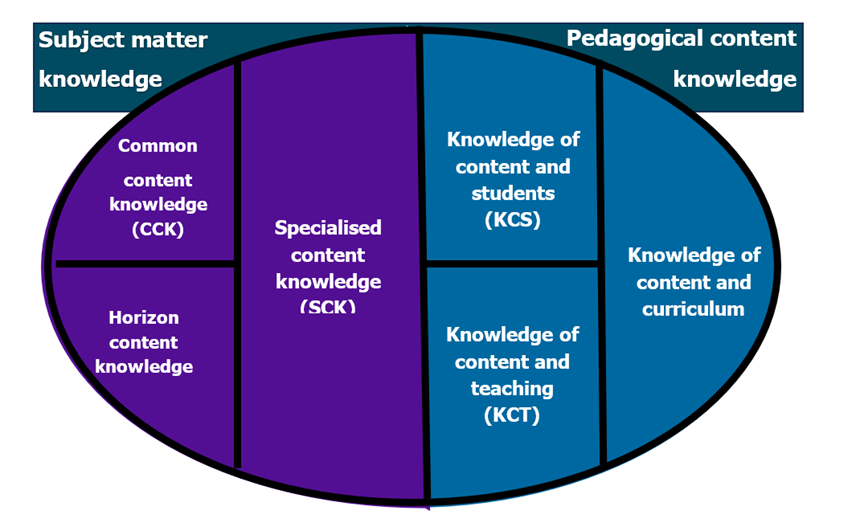 Subject matter
knowledge
Pedagogical content
knowledge
Common
content
knowledge
(CCK)
Horizon
content
knowledge
Specialised
content
knowledge
(SCK)
Knowledge of
content and
students
(KCS)
Knowledge of
content and
teaching
(KCT)
Knowledge of
content and
curriculum